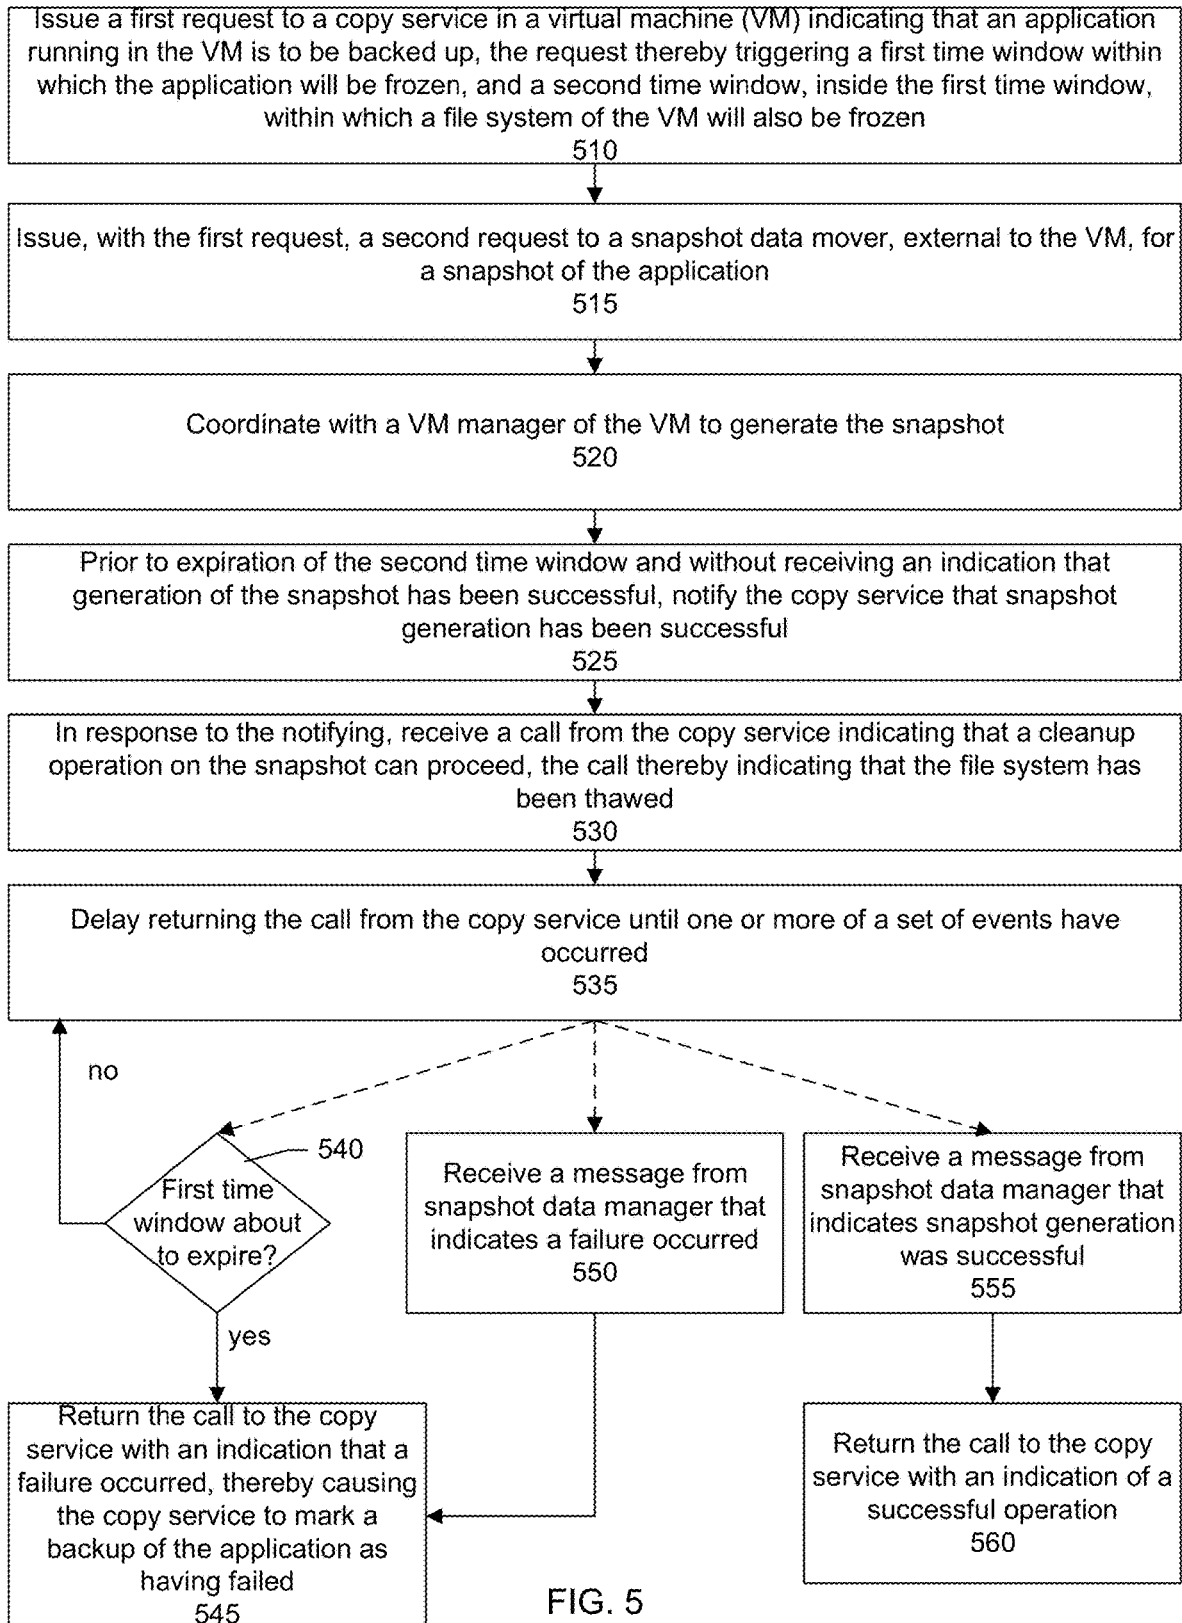 Issue a first request to a copy service in a virtual machine (VM) indicating that an application
running in the VM is to be backed up, the request thereby triggering a first time window within
which the application will be frozen, and a second time window, inside the first time window,
within which a file system of the VM will also be frozen
510
Issue, with the first request, a second request to a snapshot data mover, external to the VM, for
a snapshot of the application
515
Coordinate with a VM manager of the VM to generate the snapshot
520
Prior to expiration of the second time window and without receiving an indication that
generation of the snapshot has been successful, notify the copy service that snapshot
generation has been successful
525
In response to the notifying, receive a call from the copy service indicating that a cleanup
operation on the snapshot can proceed, the call thereby indicating that the file system has
been thawed
530
Delay returning the call from the copy service until one or more of a set of events have
occurred
535
no
540
First time
window about
to expire?
yes
Receive a message from
snapshot data manager that
indicates a failure occurred
550
Receive a message from
snapshot data manager that
indicates snapshot generation
was successful
555
Return the call to the copy
service with an indication that a
failure occurred, thereby causing
the copy service to mark a
backup of the application as
having failed
545
Return the call to the copy
service with an indication of a
successful operation
560
FIG. 5